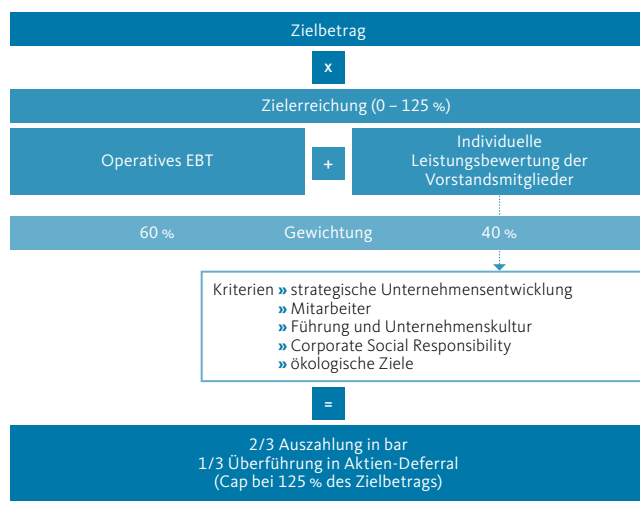 Zielbetrag
x
Zielerreichung (0 – 125 %)
Operatives EBT
+
Individuelle
Leistungsbewertung der
Vorstandsmitglieder
60 % Gewichtung 40 %
Kriterien » strategische Unternehmensentwicklung
» Mitarbeiter
» Führung und Unternehmenskultur
» Corporate Social Responsibility
» ökologische Ziele
=
2/3 Auszahlung in bar
1/3 Überführung in Aktien-Deferral
(Cap bei 125 % des Zielbetrags)